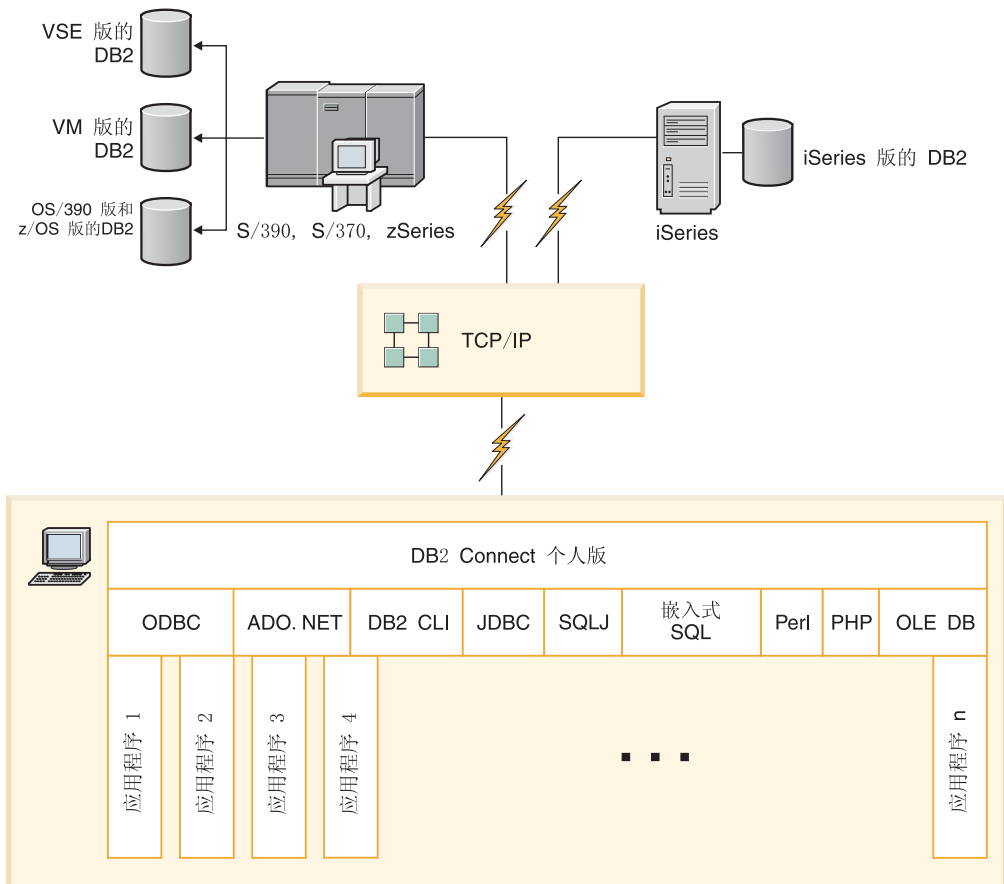 VSE 版的
DB2
VM 版的
DB2
OS/390 版和
z/OS 版的DB2
S/390, S/370, zSeries
iSeries 版的 DB2
iSeries
TCP/IP
DB2 Connect 个人版
ODBC
ADO. NET
DB2 CLI
JDBC
SQLJ
嵌入式
SQL
Perl
PHP
OLE DB
应用程序 1
应用程序 2
应用程序 3
应用程序 4
应用程序 n